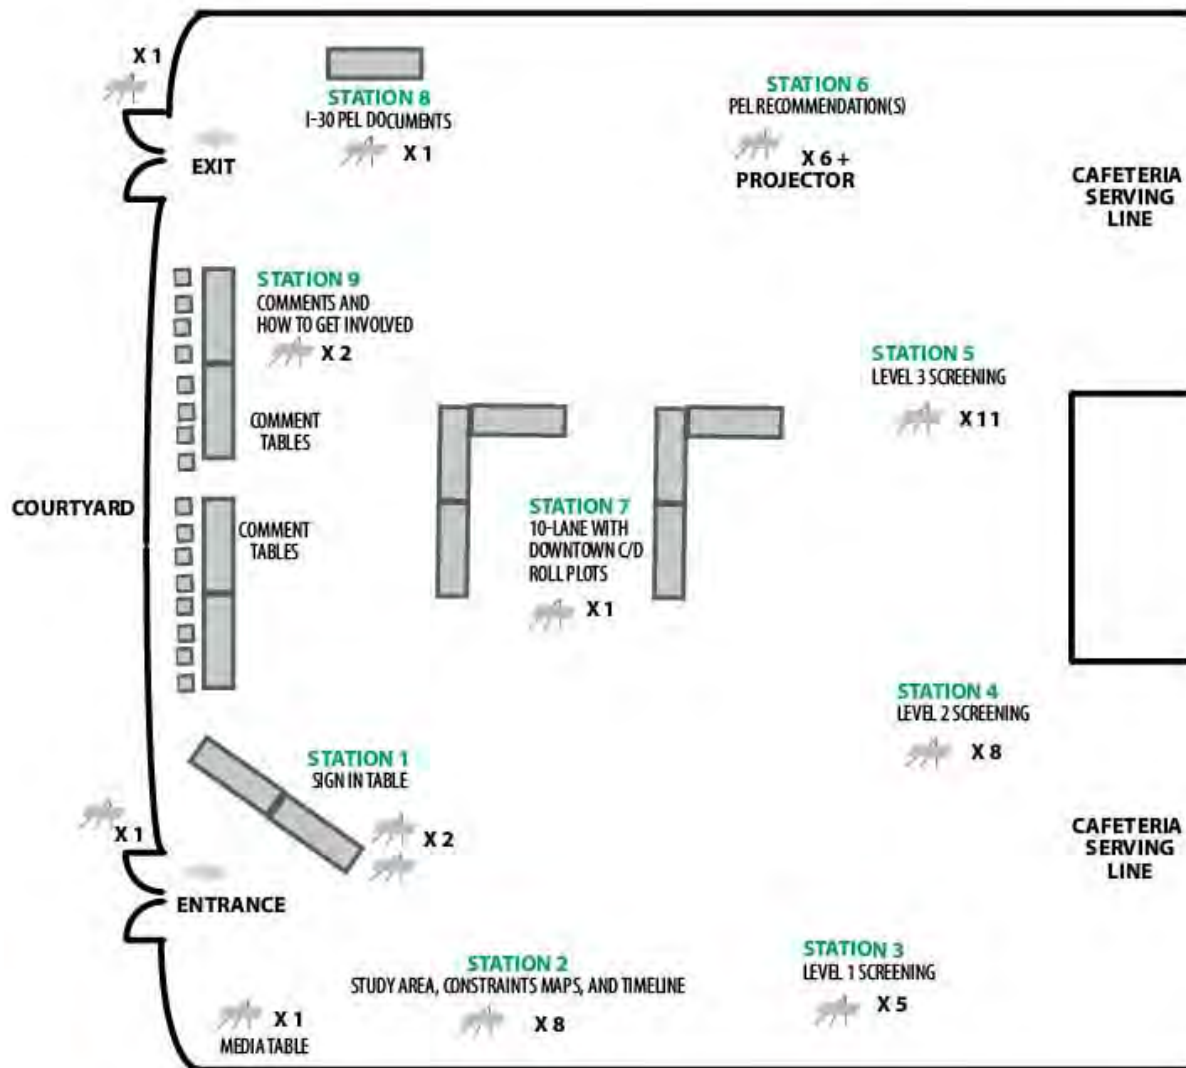 X 1
STATION 8
I-30 PEL DOCUMENTS
X 1
EXIT
STATION 6
PEL RECOMMENDATION(S)
X 6 +
PROJECTOR
CAFETERIA
SERVING
LINE
STATION 9
COMMENTS AND
HOW TO GET INVOLVED
X 2
COMMENT
TABLES
STATION 5
LEVEL 3 SCREENING
X 11
COURTYARD
COMMENT
TABLES
STATION 7
10-LANE WITH
DOWNTOWN C/D
ROLL PLOTS
X 1
STATION 4
LEVEL 2 SCREENING
X 8
STATION 1
SIGN IN TABLE
X 2
X 1
ENTRANCE
CAFETERIA
SERVING
LINE
STATION 2
STUDY AREA, CONSTRAINTS MAPS, AND TIMELINE
X 8
STATION 3
LEVEL 1 SCREENING
X 5
X 1
MEDIA TABLE